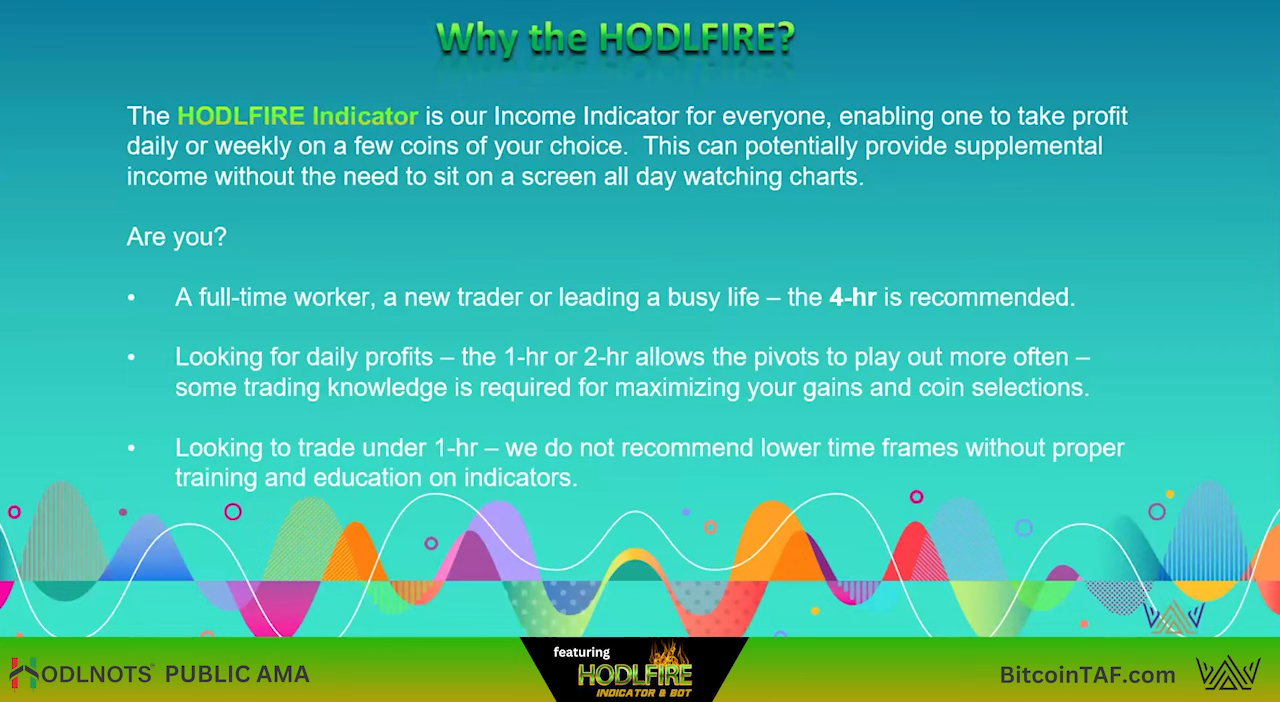 Why the HODLFIRE?
The HODLFIRE Indicator is our Income Indicator for everyone, enabling one to take profit
daily or weekly on a few coins of your choice.  This can potentially provide supplemental
income without the need to sit on a screen all day watching charts.
Are you?
• A full-time worker, a new trader or leading a busy life – the 4-hr is recommended.
• Looking for daily profits – the 1-hr or 2-hr allows the pivots to play out more often –
some trading knowledge is required for maximizing your gains and coin selections.
• Looking to trade under 1-hr – we do not recommend lower time frames without proper
training and education on indicators.
HODLNOTS PUBLIC AMA
featuring
HODLFIRE
INDICATOR & BOT
BitcoinTAF.com